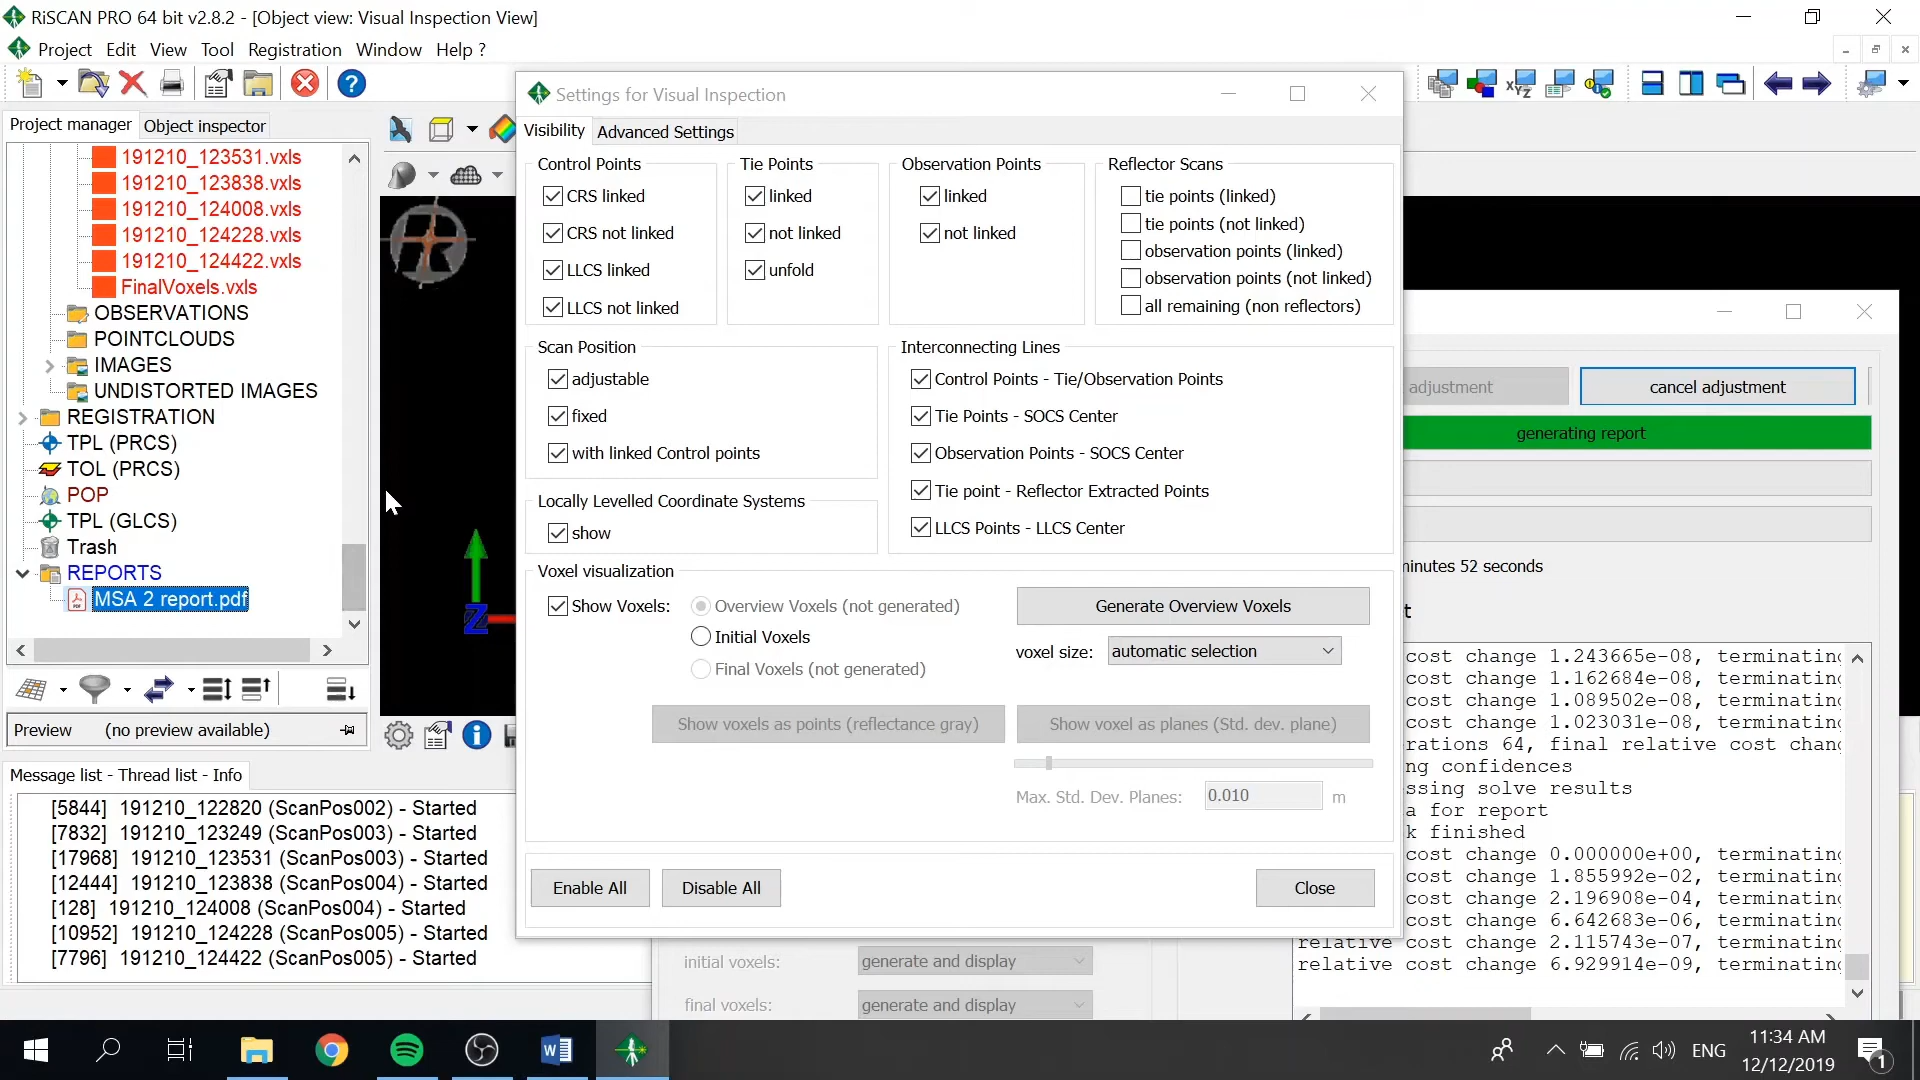 RiSCAN PRO 64 bit v2.8.2 - [Object view: Visual Inspection View]
Project Edit View Tool Registration Window Help ?
Project manager
Object inspector
191210_123531.vxls
191210_123838.vxls
191210_124008.vxls
191210_124228.vxls
191210_124422.vxls
FinalVoxels.vxls
OBSERVATIONS
POINTCLOUDS
IMAGES
UNDISTORTED IMAGES
REGISTRATION
TPL (PRCS)
TOL (PRCS)
POP
TPL (GLCS)
Trash
REPORTS
MSA 2 report.pdf
Preview (no preview available)
Message list - Thread list - Info
[5844] 191210_122820 (ScanPos002) - Started
[7832] 191210_123249 (ScanPos003) - Started
[17968] 191210_123531 (ScanPos003) - Started
[12444] 191210_123838 (ScanPos004) - Started
[128] 191210_124008 (ScanPos004) - Started
[10952] 191210_124228 (ScanPos005) - Started
[7796] 191210_124422 (ScanPos005) - Started
Z
Settings for Visual Inspection
Visibility
Advanced Settings
Control Points
CRS linked
CRS not linked
LLCS linked
LLCS not linked
Tie Points
linked
not linked
unfold
Observation Points
linked
not linked
Reflector Scans
tie points (linked)
tie points (not linked)
observation points (linked)
observation points (not linked)
all remaining (non reflectors)
Scan Position
adjustable
fixed
with linked Control points
Locally Levelled Coordinate Systems
show
Interconnecting Lines
Control Points - Tie/Observation Points
Tie Points - SOCS Center
Observation Points - SOCS Center
Tie point - Reflector Extracted Points
LLCS Points - LLCS Center
Voxel visualization
Show Voxels:
Overview Voxels (not generated)
Initial Voxels
Final Voxels (not generated)
Generate Overview Voxels
voxel size: automatic selection
Show voxels as points (reflectance gray)
Show voxel as planes (Std. dev. plane)
Max. Std. Dev. Planes: 0.010 m
Enable All
Disable All
Close
initial voxels: generate and display
final voxels: generate and display
adjustment
cancel adjustment
generating report
minutes 52 seconds
t
cost change 1.243665e-08, terminating
cost change 1.162684e-08, terminating
cost change 1.089502e-08, terminating
cost change 1.023031e-08, terminating
rations 64, final relative cost chang
ng confidences
ssing solve results
a for report
k finished
cost change 0.000000e+00, terminating
cost change 1.855992e-02, terminating
cost change 2.196908e-04, terminating
cost change 6.642683e-06, terminating
relative cost change 2.115743e-07, terminating
relative cost change 6.929914e-09, terminating
ENG
11:34 AM
12/12/2019
1